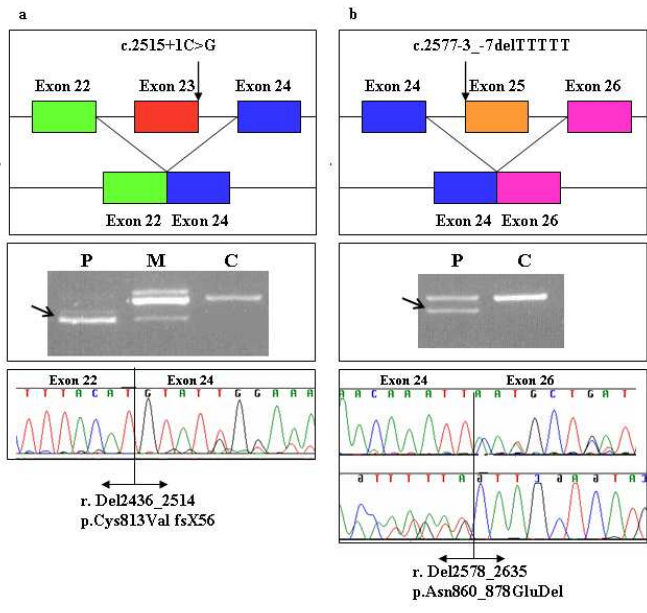 a
c.2515+1C>G
Exon 22 Exon 23 Exon 24
Exon 22 Exon 24
P M C
Exon 22 Exon 24
T T T A C A T G T A T T G G A A A
r. Del2436_2514
p.Cys813Val fsX56
b
c.2577-3_-7delTTTTT
Exon 24 Exon 25 Exon 26
Exon 24 Exon 26
P C
Exon 24 Exon 26
A A C A A A T T A A T G C T G A T
G T T T T T A G T T C G A G T A C
r. Del2578_2635
p.Asn860_878GluDel